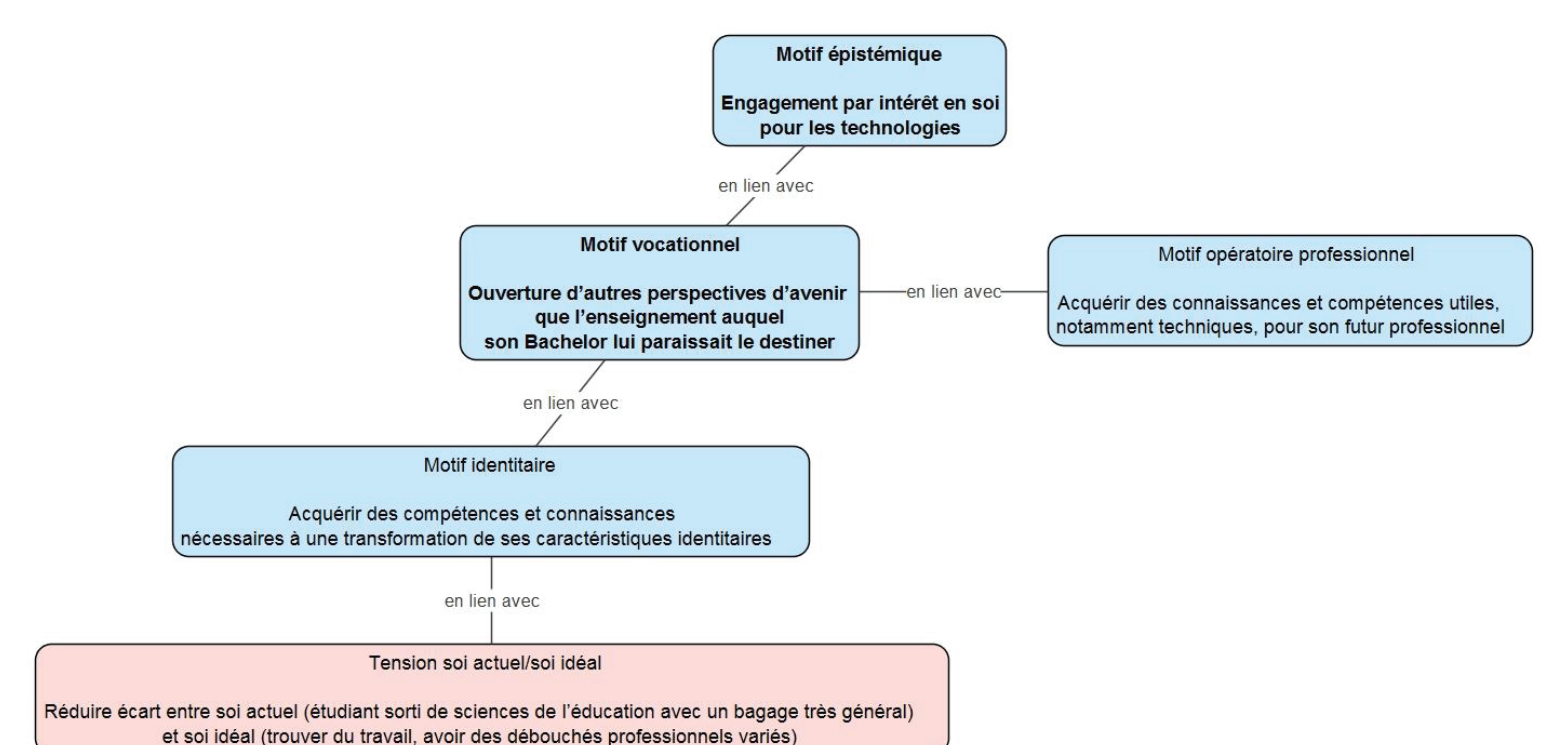 Motif épistémique
Engagement par intérêt en soi
pour les technologies
en lien avec
Motif vocationnel
Ouverture d’autres perspectives d’avenir
que l’enseignement auquel
son Bachelor lui paraissait le destiner
en lien avec
Motif opératoire professionnel
Acquérir des connaissances et compétences utiles,
notamment techniques, pour son futur professionnel
en lien avec
Motif identitaire
Acquérir des compétences et connaissances
nécessaires à une transformation de ses caractéristiques identitaires
en lien avec
Tension soi actuel/soi idéal
Réduire écart entre soi actuel (étudiant sorti de sciences de l’éducation avec un bagage très général)
et soi idéal (trouver du travail, avoir des débouchés professionnels variés)